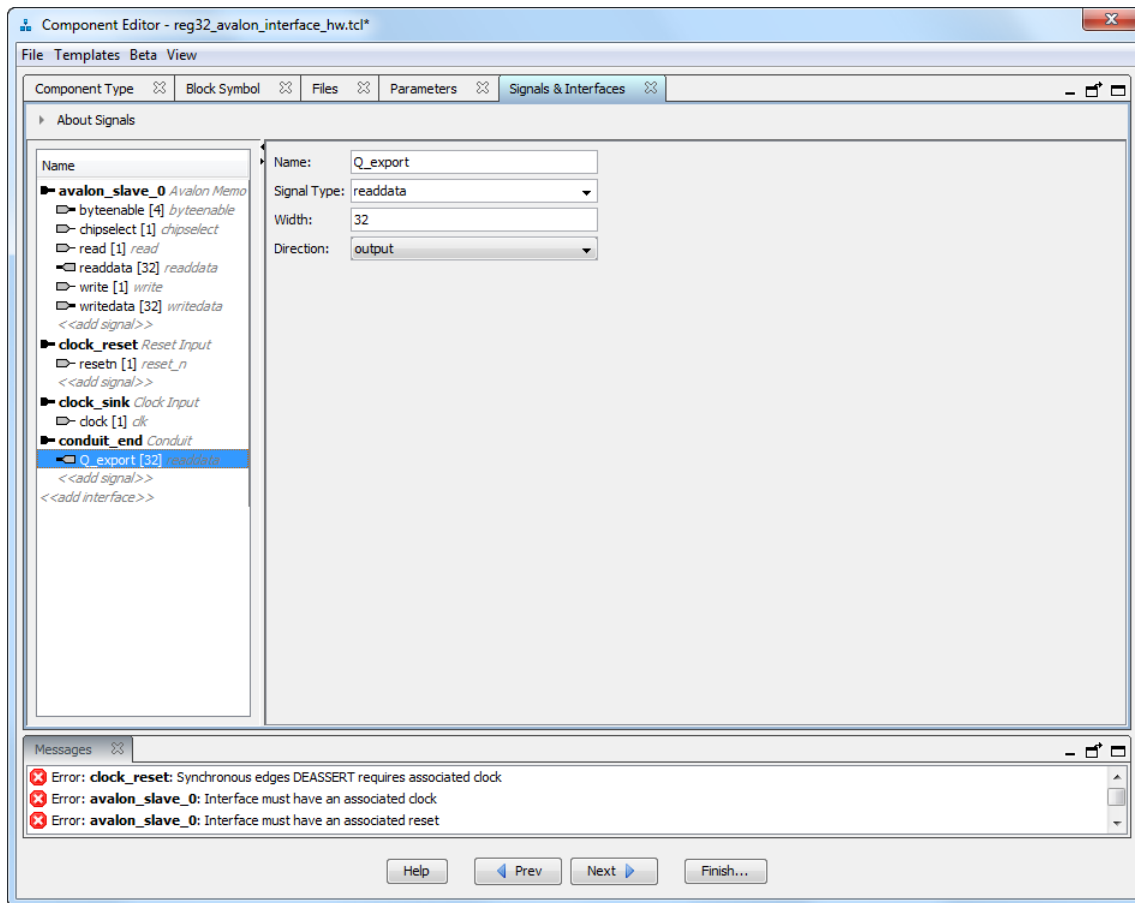 Component Editor - reg32_avalon_interface_hw.tcl*
File Templates Beta View
Component Type Block Symbol Files Parameters Signals & Interfaces
About Signals
Name
avalon_slave_0 Avalon Memo
byteenable [4] byteenable
chipselect [1] chipselect
read [1] read
readdata [32] readdata
write [1] write
writedata [32] writedata
<<add signal>>
clock_reset Reset Input
resetn [1] reset_n
<<add signal>>
clock_sink Clock Input
clock [1] clk
<<add signal>>
conduit_end Conduit
Q_export [32] readdata
<<add signal>>
<<add interface>>
Name: Q_export
Signal Type: readdata
Width: 32
Direction: output
Messages
Error: clock_reset: Synchronous edges DEASSERT requires associated clock
Error: avalon_slave_0: Interface must have an associated clock
Error: avalon_slave_0: Interface must have an associated reset
Help Prev Next Finish...